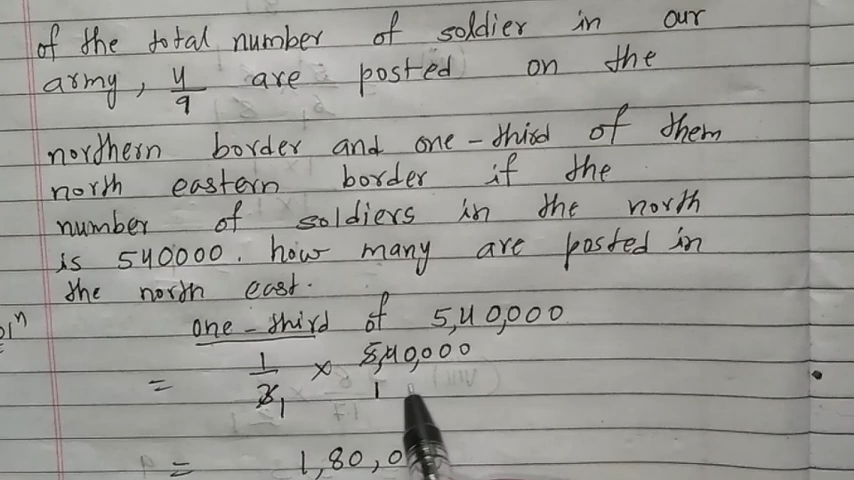 of the total number of soldier in our
army, 4/9 are posted on the
northern border and one-third of them
north eastern border if the
number of soldiers in the north
is 540000. how many are posted in
the north east.
one-third of 5,40,000
= 1/3 1 × 5,40,000/1
= 1,80,0